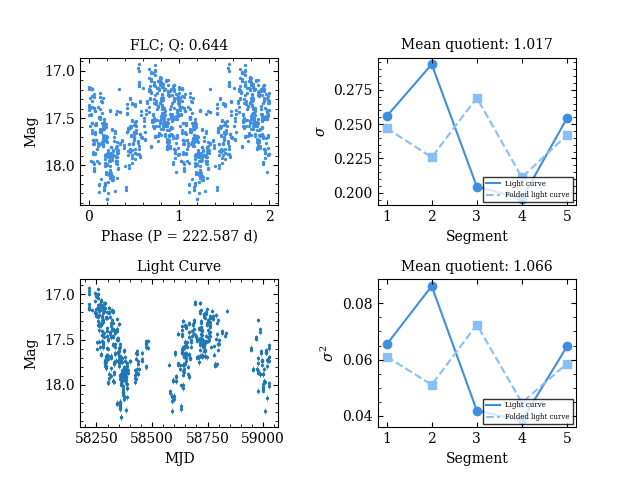 FLC; Q: 0.644
Mag
17.0
17.5
18.0
0
1
2
Phase (P = 222.587 d)
Mean quotient: 1.017
σ
0.275
0.250
0.225
0.200
Light curve
Folded light curve
1
2
3
4
5
Segment
Light Curve
Mag
17.0
17.5
18.0
58250
58500
58750
59000
MJD
Mean quotient: 1.066
σ²
0.08
0.06
0.04
Light curve
Folded light curve
1
2
3
4
5
Segment